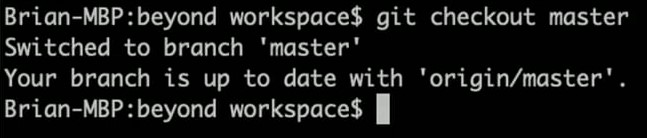 Brian-MBP:beyond workspace$ git checkout master
Switched to branch 'master'
Your branch is up to date with 'origin/master'.
Brian-MBP:beyond workspace$